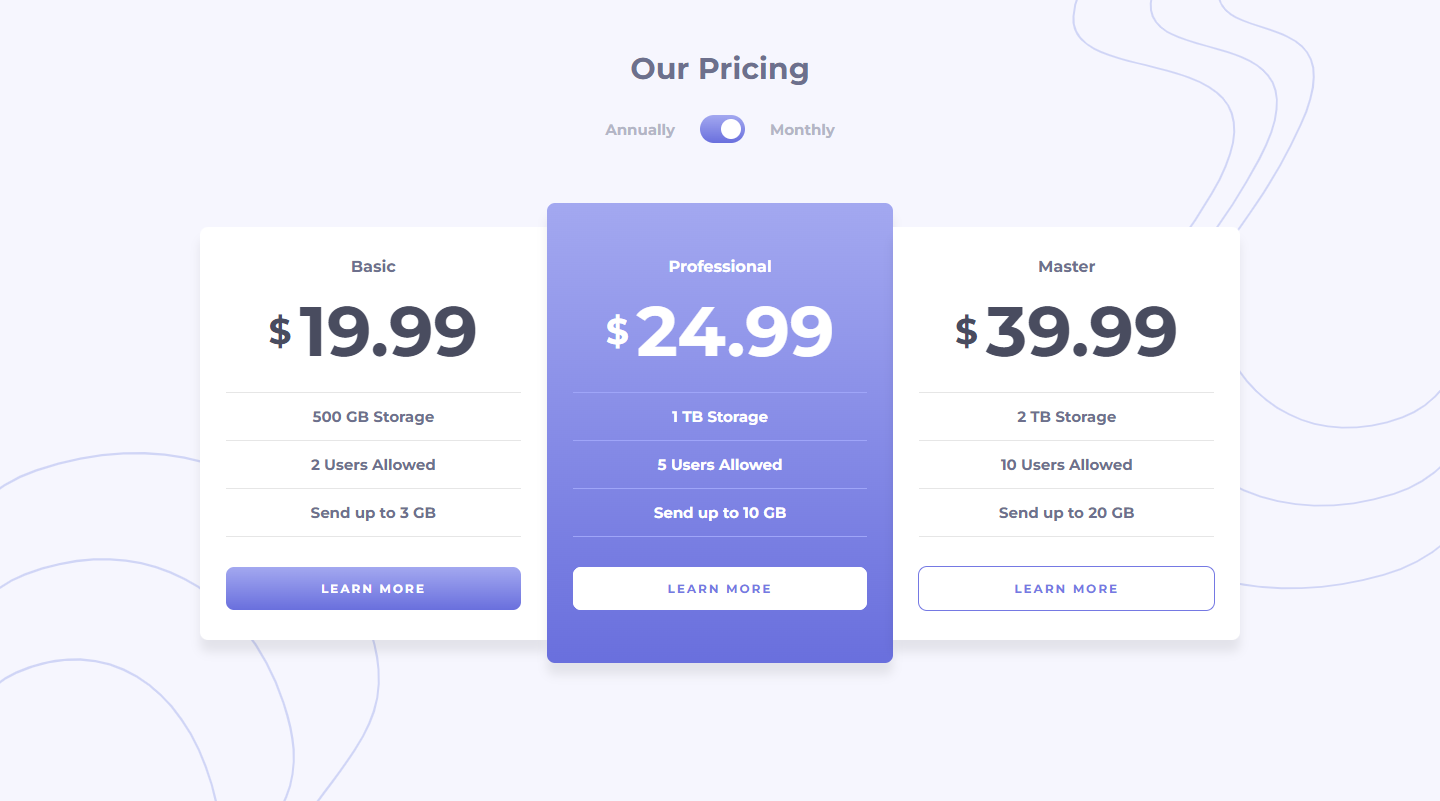 Our Pricing
Annually Monthly
Basic
$19.99
500 GB Storage
2 Users Allowed
Send up to 3 GB
LEARN MORE
Professional
$24.99
1 TB Storage
5 Users Allowed
Send up to 10 GB
LEARN MORE
Master
$39.99
2 TB Storage
10 Users Allowed
Send up to 20 GB
LEARN MORE